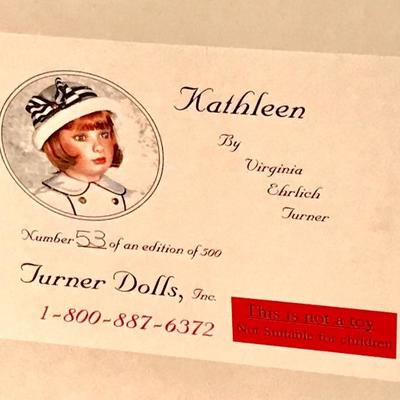 Kathleen
By
Virginia
Ehrlich
Turner
Number 53 of an edition of 500
Turner Dolls, Inc.
1-800-887-6372
This is not a toy
Not Suitable for children